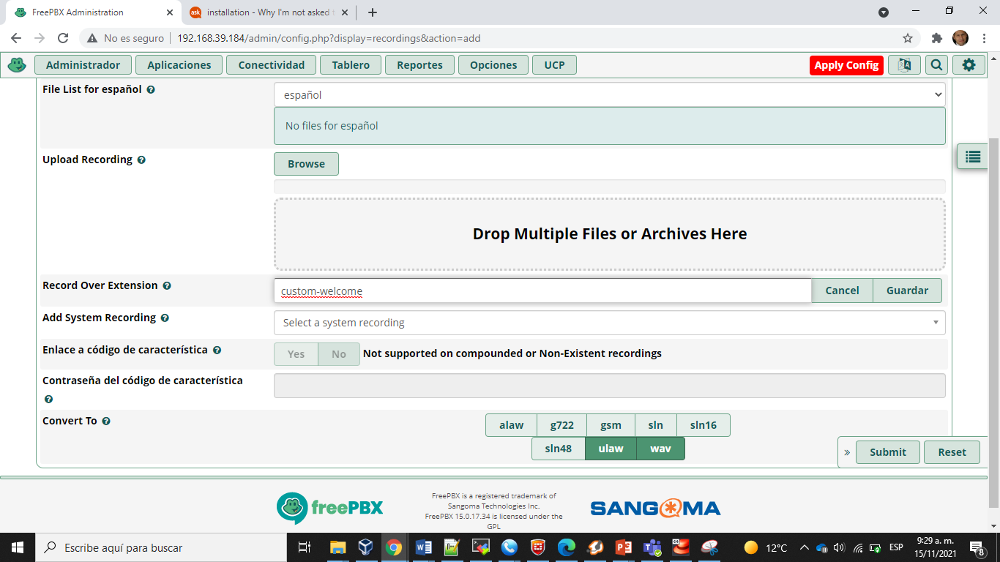 FreePBX Administration
ask
installation - Why I'm not asked t
No es seguro
192.168.39.184/admin/config.php?display=recordings&action=add
Administrador
Aplicaciones
Conectividad
Tablero
Reportes
Opciones
UCP
Apply Config
File List for español
español
No files for español
Upload Recording
Browse
Drop Multiple Files or Archives Here
Record Over Extension
custom-welcome
Cancel
Guardar
Add System Recording
Select a system recording
Enlace a código de característica
Yes
No
Not supported on compounded or Non-Existent recordings
Contraseña del código de característica
Convert To
alaw
g722
gsm
sln
sln16
sln48
ulaw
wav
»
Submit
Reset
freePBX
FreePBX is a registered trademark of
Sangoma Technologies Inc.
FreePBX 15.0.17.34 is licensed under the
GPL
SANGOMA
Escribe aquí para buscar
12°C
ESP
9:29 a. m.
15/11/2021
8